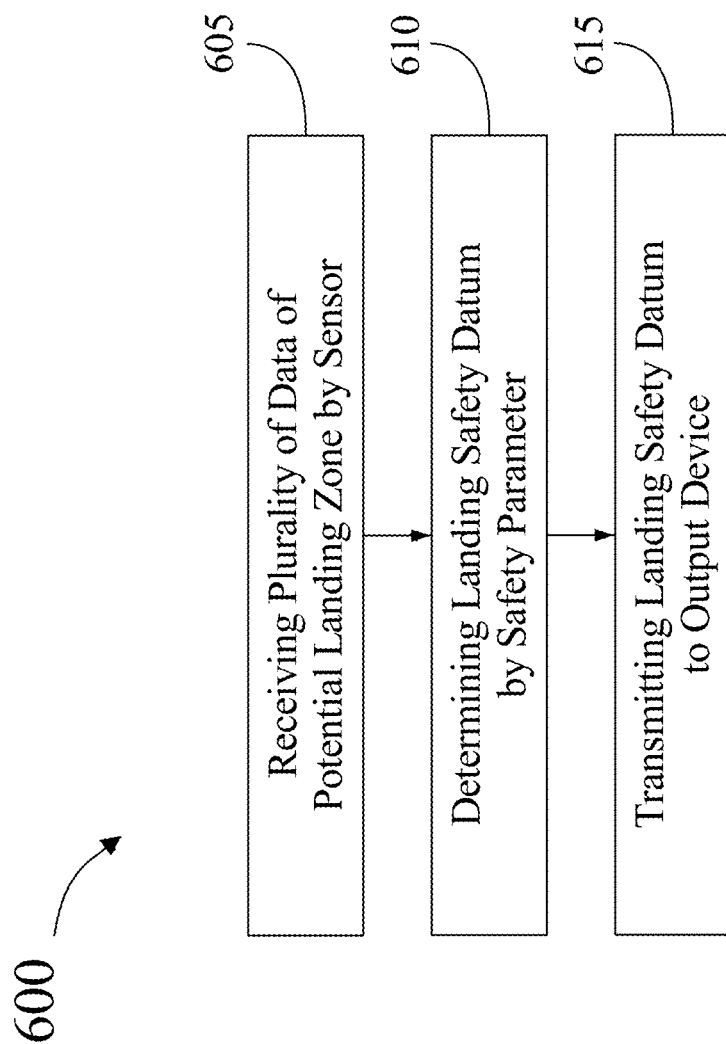 600
Receiving Plurality of Data of
Potential Landing Zone by Sensor
605
Determining Landing Safety Datum
by Safety Parameter
610
Transmitting Landing Safety Datum
to Output Device
615